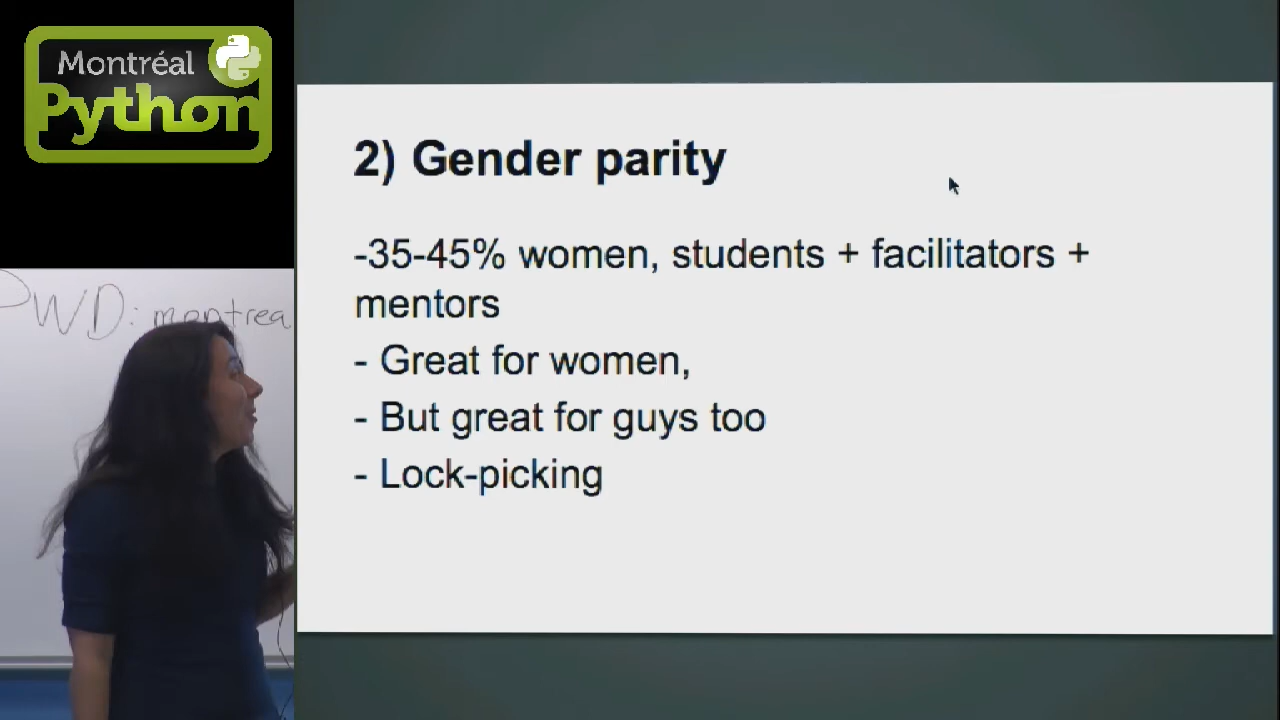 Montréal
Python
PWD: montrea
2) Gender parity
-35-45% women, students + facilitators +
mentors
- Great for women,
- But great for guys too
- Lock-picking